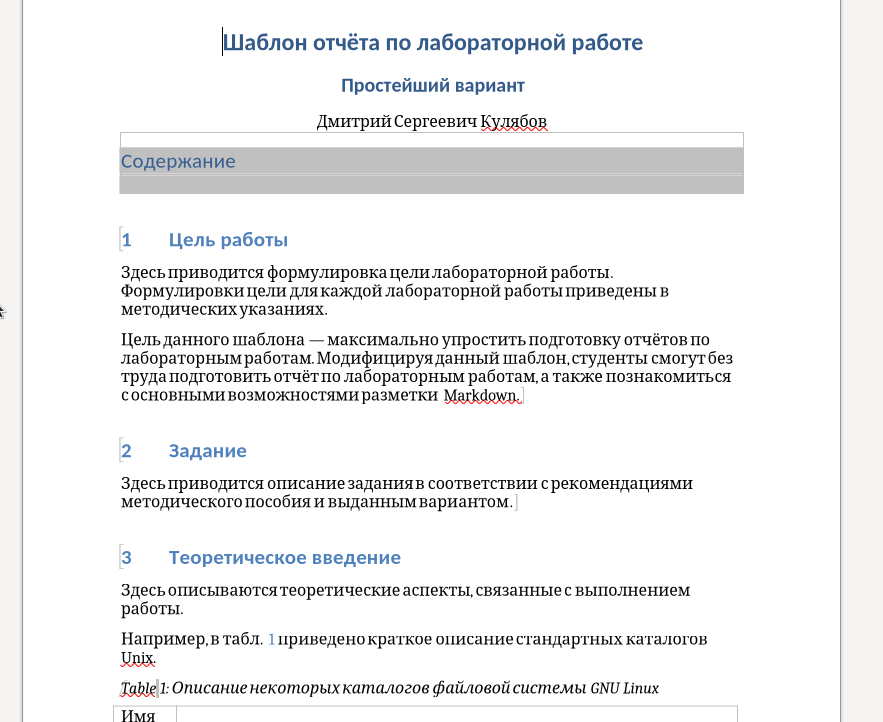 Шаблон отчёта по лабораторной работе
Простейший вариант
Дмитрий Сергеевич Кулябов
Содержание
1 Цель работы
Здесь приводится формулировка цели лабораторной работы.
Формулировки цели для каждой лабораторной работы приведены в
методических указаниях.
Цель данного шаблона — максимально упростить подготовку отчётов по
лабораторным работам. Модифицируя данный шаблон, студенты смогут без
труда подготовить отчёт по лабораторным работам, а также познакомиться
с основными возможностями разметки Markdown.
2 Задание
Здесь приводится описание задания в соответствии с рекомендациями
методического пособия и выданным вариантом.
3 Теоретическое введение
Здесь описываются теоретические аспекты, связанные с выполнением
работы.
Например, в табл. 1 приведено краткое описание стандартных каталогов
Unix.
Table 1: Описание некоторых каталогов файловой системы GNU Linux
Имя